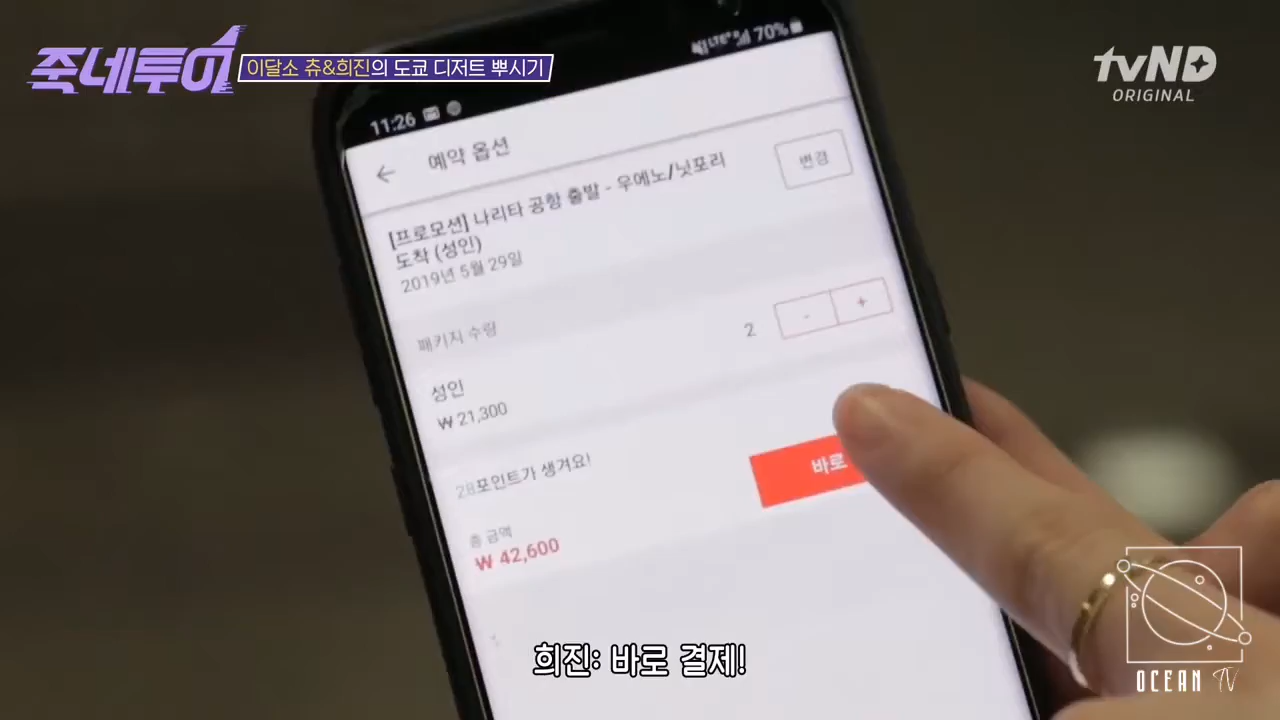 죽네투어
이달소 츄&희진의 도쿄 디저트 뿌시기
tvND
ORIGINAL
11:26
LTE 70%
← 예약 옵션
[프로모션] 나리타 공항 출발 - 우에노/닛포리
도착 (성인)
2019년 5월 29일
변경
패키지 수량
2 - +
성인
₩ 21,300
28포인트가 생겨요!
바로
총 금액
₩ 42,600
희진: 바로 결제!
OCEAN TV